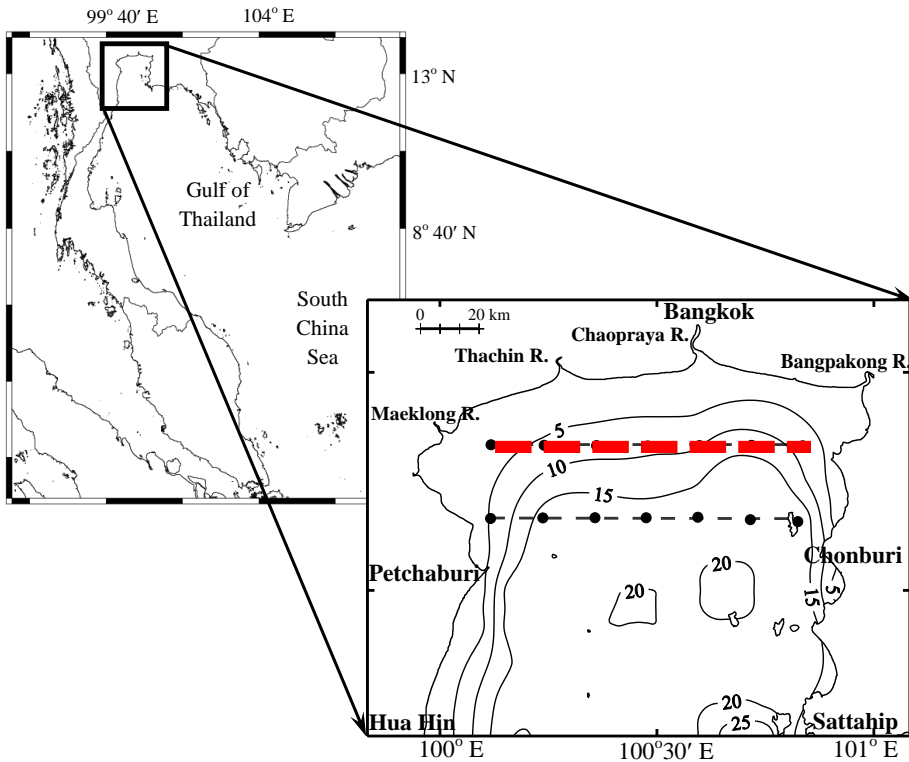 99° 40′ E
104° E
13° N
Gulf of
Thailand
8° 40′ N
South
China
Sea
0 20 km
Bangkok
Chaopraya R.
Thachin R.
Bangpakong R.
Maeklong R.
5
10
15
Petchaburi
Chonburi
20
20
15
5
20
25
Hua Hin
Sattahip
100° E
100°30′ E
101° E